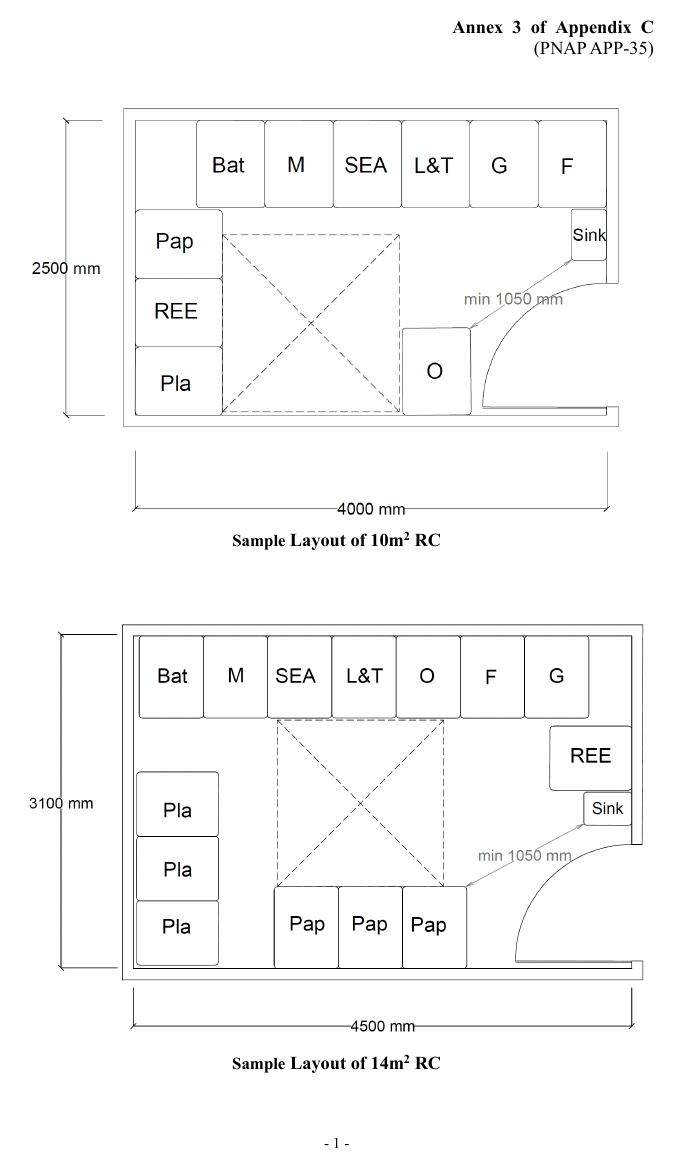 Annex 3 of Appendix C
(PNAP APP-35)
Bat M SEA L&T G F
Pap
Sink
2500 mm
min 1050 mm
REE
O
Pla
4000 mm
Sample Layout of 10m² RC
Bat M SEA L&T O F G
REE
3100 mm
Pla
Sink
min 1050 mm
Pla
Pla
Pap Pap Pap
4500 mm
Sample Layout of 14m² RC
- 1 -